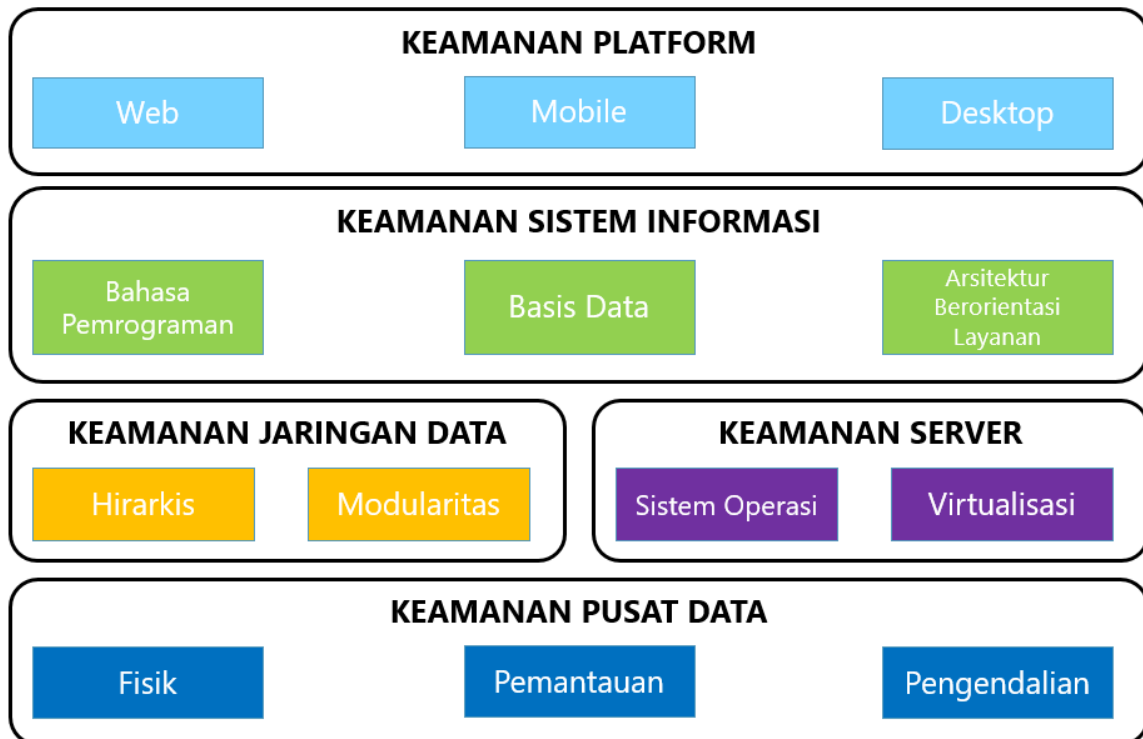 KEAMANAN PLATFORM
Web
Mobile
Desktop
KEAMANAN SISTEM INFORMASI
Bahasa
Pemrograman
Basis Data
Arsitektur
Berorientasi
Layanan
KEAMANAN JARINGAN DATA
Hirarkis
Modularitas
KEAMANAN SERVER
Sistem Operasi
Virtualisasi
KEAMANAN PUSAT DATA
Fisik
Pemantauan
Pengendalian